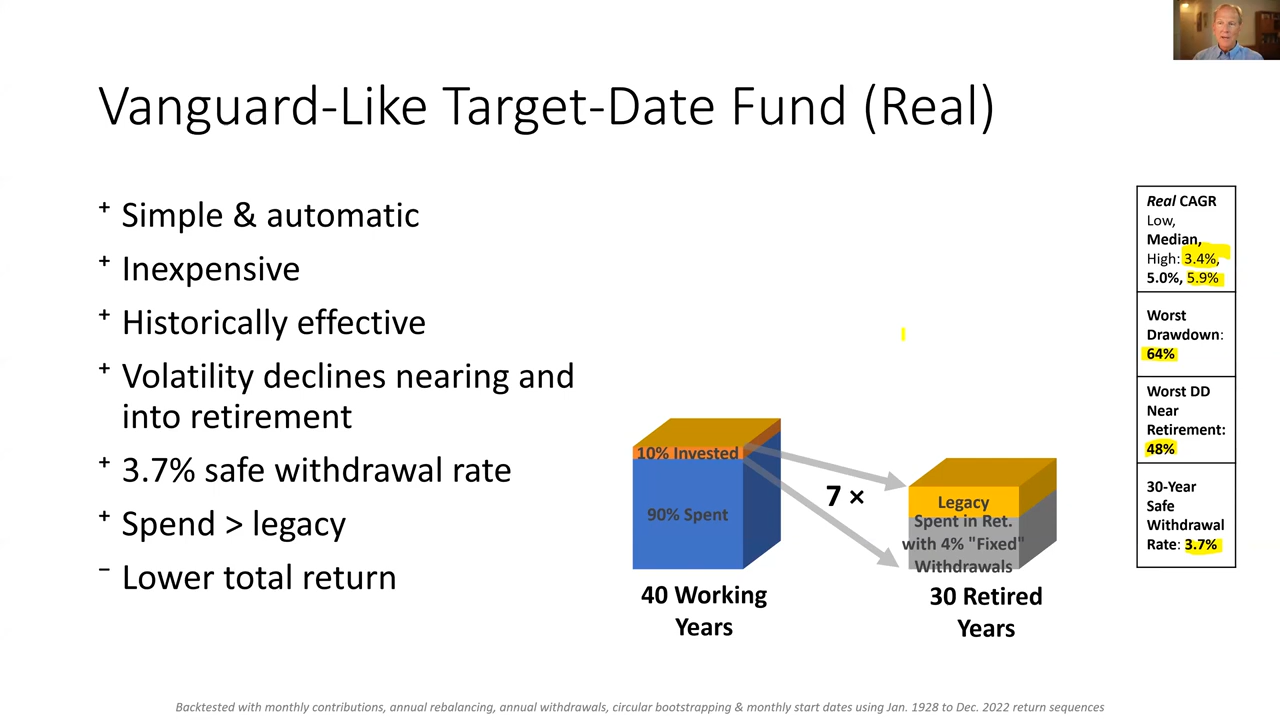 Vanguard-Like Target-Date Fund (Real)
+ Simple & automatic
+ Inexpensive
+ Historically effective
+ Volatility declines nearing and
into retirement
+ 3.7% safe withdrawal rate
+ Spend > legacy
− Lower total return
10% Invested
90% Spent
40 Working
Years
7 ×
Legacy
Spent in Ret.
with 4% "Fixed"
Withdrawals
30 Retired
Years
Real CAGR
Low,
Median,
High: 3.4%,
5.0%, 5.9%
Worst
Drawdown:
64%
Worst DD
Near
Retirement:
48%
30-Year
Safe
Withdrawal
Rate: 3.7%
Backtested with monthly contributions, annual rebalancing, annual withdrawals, circular bootstrapping & monthly start dates using Jan. 1928 to Dec. 2022 return sequences